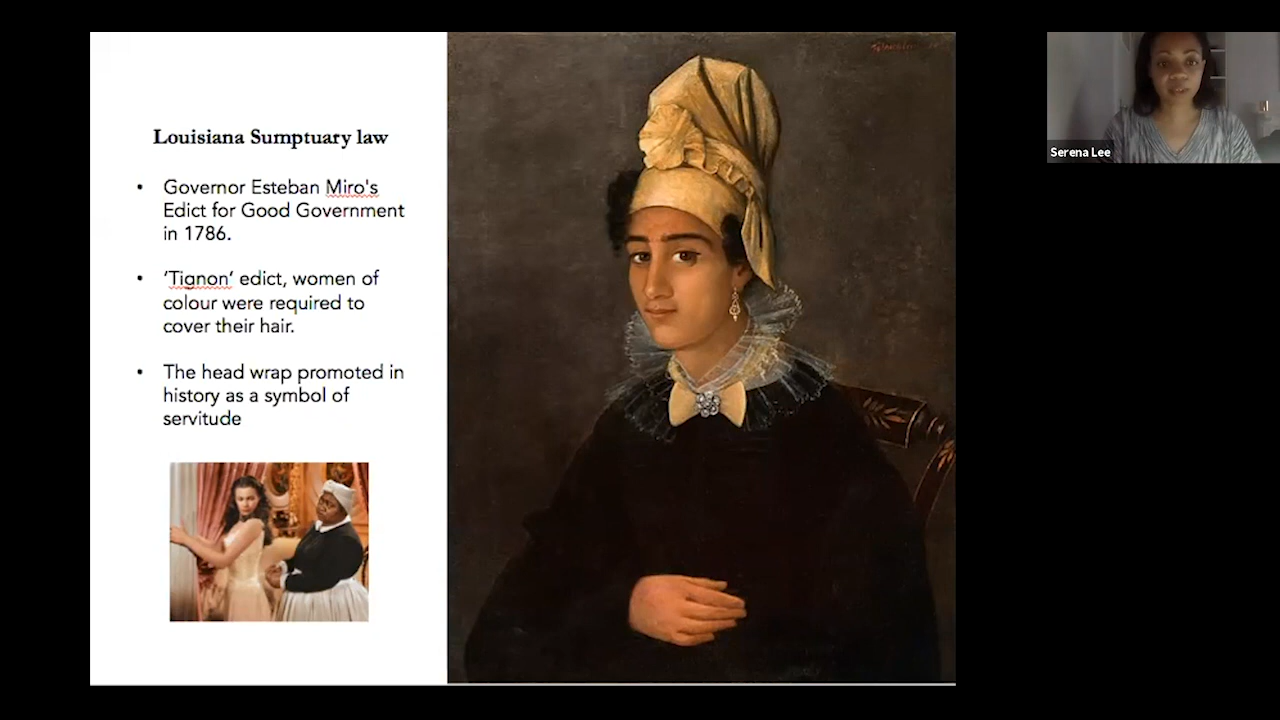 Louisiana Sumptuary law
• Governor Esteban Miro's
Edict for Good Government
in 1786.
• ‘Tignon‘ edict, women of
colour were required to
cover their hair.
• The head wrap promoted in
history as a symbol of
servitude
Serena Lee